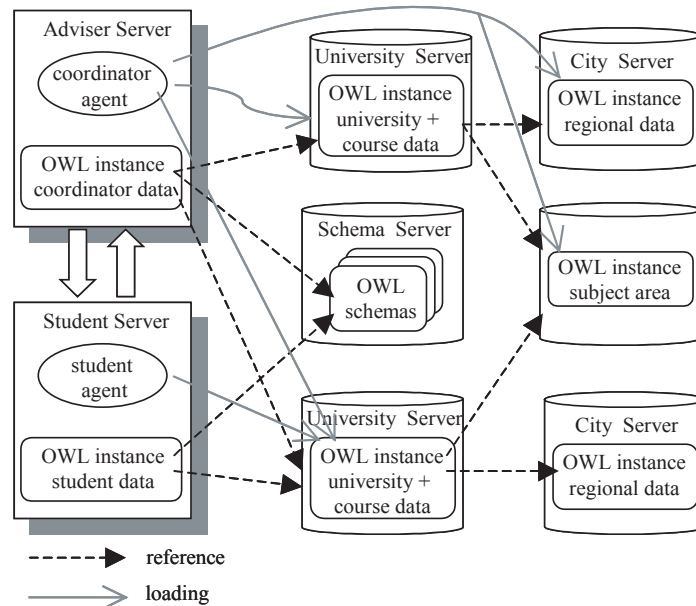 Adviser Server
coordinator
agent
OWL instance
coordinator data
University Server
OWL instance
university +
course data
City Server
OWL instance
regional data
Schema Server
OWL
schemas
OWL instance
subject area
Student Server
student
agent
OWL instance
student data
University Server
OWL instance
university +
course data
City Server
OWL instance
regional data
reference
loading